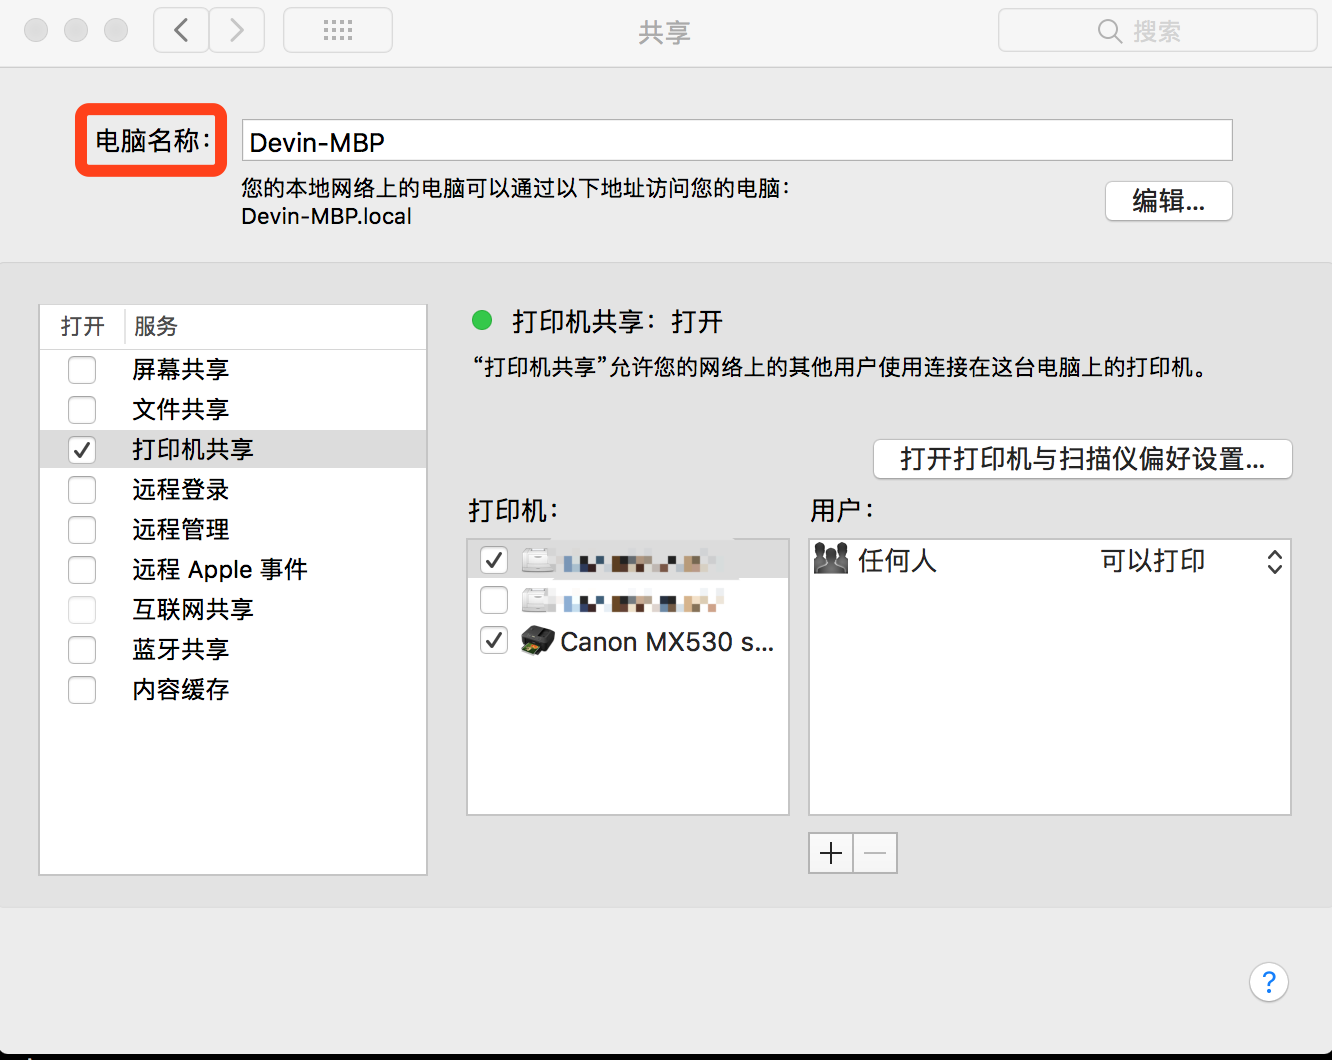 共享
搜索
电脑名称：
Devin-MBP
您的本地网络上的电脑可以通过以下地址访问您的电脑：
Devin-MBP.local
编辑...
打开 服务
屏幕共享
文件共享
打印机共享
远程登录
远程管理
远程 Apple 事件
互联网共享
蓝牙共享
内容缓存
打印机共享：打开
“打印机共享”允许您的网络上的其他用户使用连接在这台电脑上的打印机。
打开打印机与扫描仪偏好设置...
打印机：
Canon MX530 s...
用户：
任何人 可以打印
?